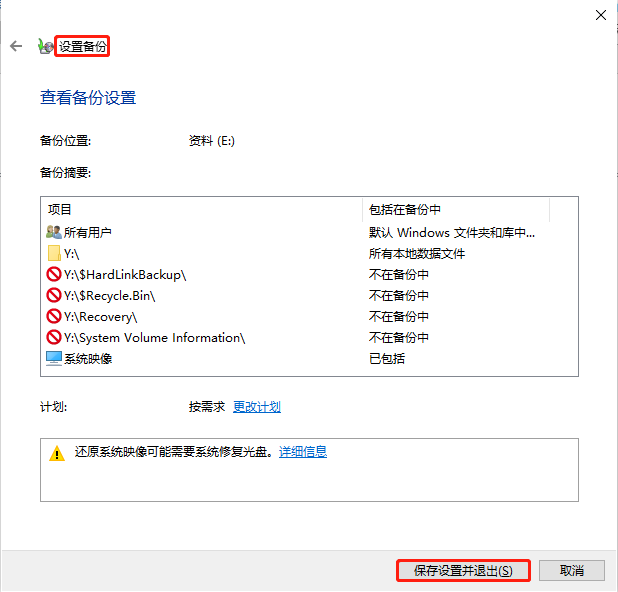 设置备份
查看备份设置
备份位置: 资料 (E:)
备份摘要:
项目 包括在备份中
所有用户 默认 Windows 文件夹和库中...
Y:\ 所有本地数据文件
Y:\$HardLinkBackup\ 不在备份中
Y:\$Recycle.Bin\ 不在备份中
Y:\Recovery\ 不在备份中
Y:\System Volume Information\ 不在备份中
系统映像 已包括
计划: 按需求 更改计划
还原系统映像可能需要系统修复光盘。详细信息
保存设置并退出(S) 取消